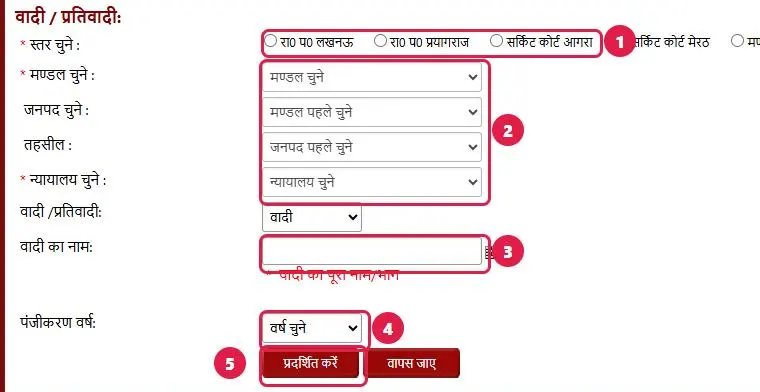 वादी / प्रतिवादी:
* स्तर चुने : रा0 प0 लखनऊ रा0 प0 प्रयागराज सर्किट कोर्ट आगरा 1 सर्किट कोर्ट मेरठ
* मण्डल चुने : मण्डल चुने
जनपद चुने : मण्डल पहले चुने 2
तहसील : जनपद पहले चुने
* न्यायालय चुने : न्यायालय चुने
वादी /प्रतिवादी: वादी
वादी का नाम: 3
* वादी का पूरा नाम/भाग
पंजीकरण वर्ष: वर्ष चुने 4
5 प्रदर्शित करें वापस जाए